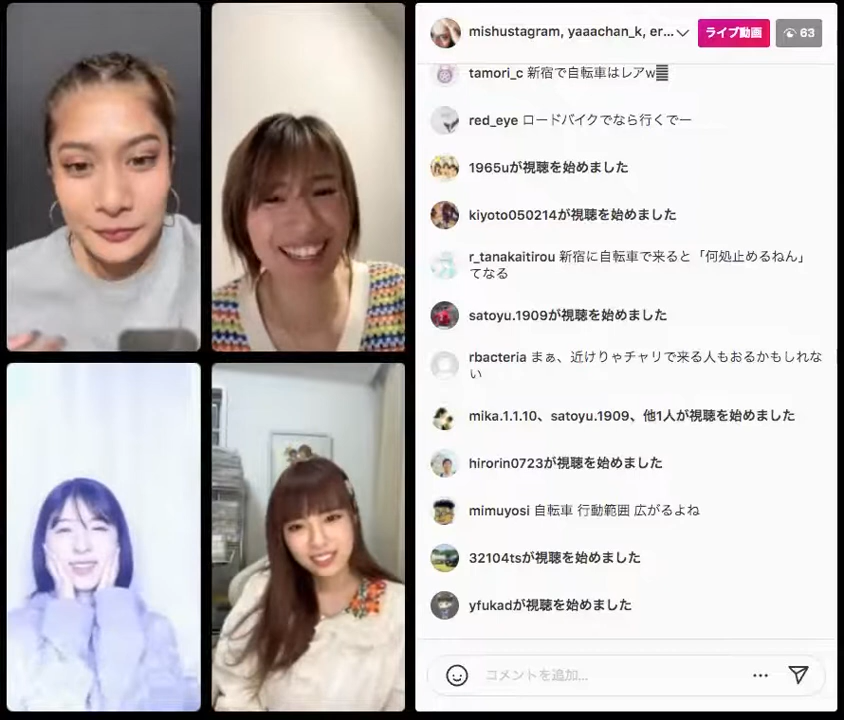 mishustagram, yaaachan_k, er...
ライブ動画
63
tamori_c 新宿で自転車はレアw
red_eye ロードバイクでなら行くでー
1965uが視聴を始めました
kiyoto050214が視聴を始めました
r_tanakaitirou 新宿に自転車で来ると「何処止めるねん」
てなる
satoyu.1909が視聴を始めました
rbacteria まぁ、近けりゃチャリで来る人もおるかもしれな
い
mika.1.1.10、satoyu.1909、他1人が視聴を始めました
hirorin0723が視聴を始めました
mimuyosi 自転車 行動範囲 広がるよね
32104tsが視聴を始めました
yfukadが視聴を始めました
コメントを追加...